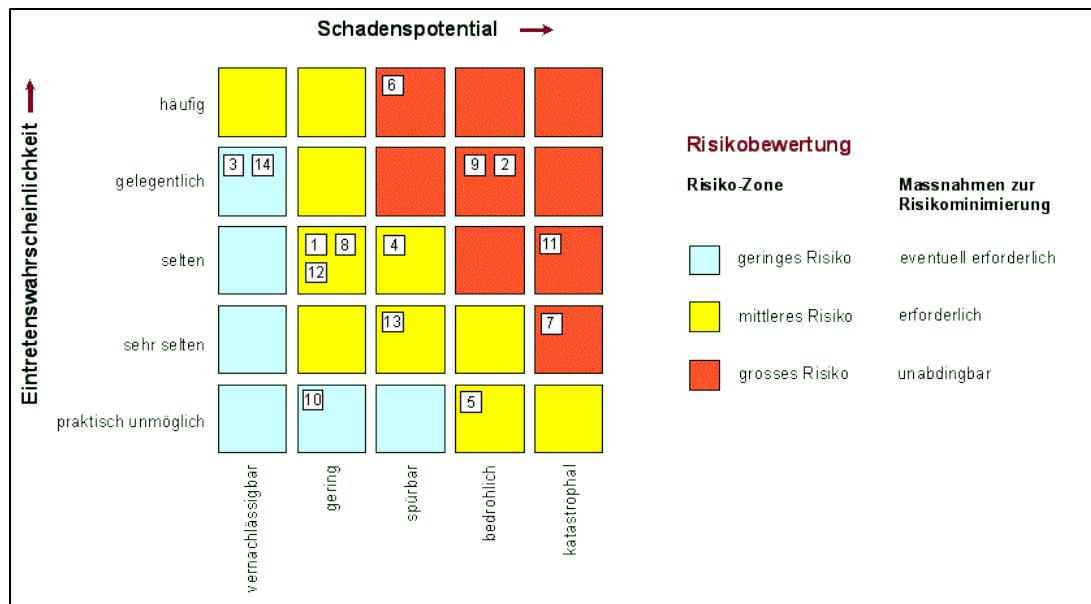 Schadenspotential
Eintretenswahrscheinlichkeit
häufig
6
gelegentlich
3 14
9 2
selten
1 8
12
4
11
sehr selten
13
7
praktisch unmöglich
10
5
vernachlässigbar
gering
spürbar
bedrohlich
katastrophal
Risikobewertung
Risiko-Zone
Massnahmen zur
Risikominimierung
geringes Risiko
eventuell erforderlich
mittleres Risiko
erforderlich
grosses Risiko
unabdingbar